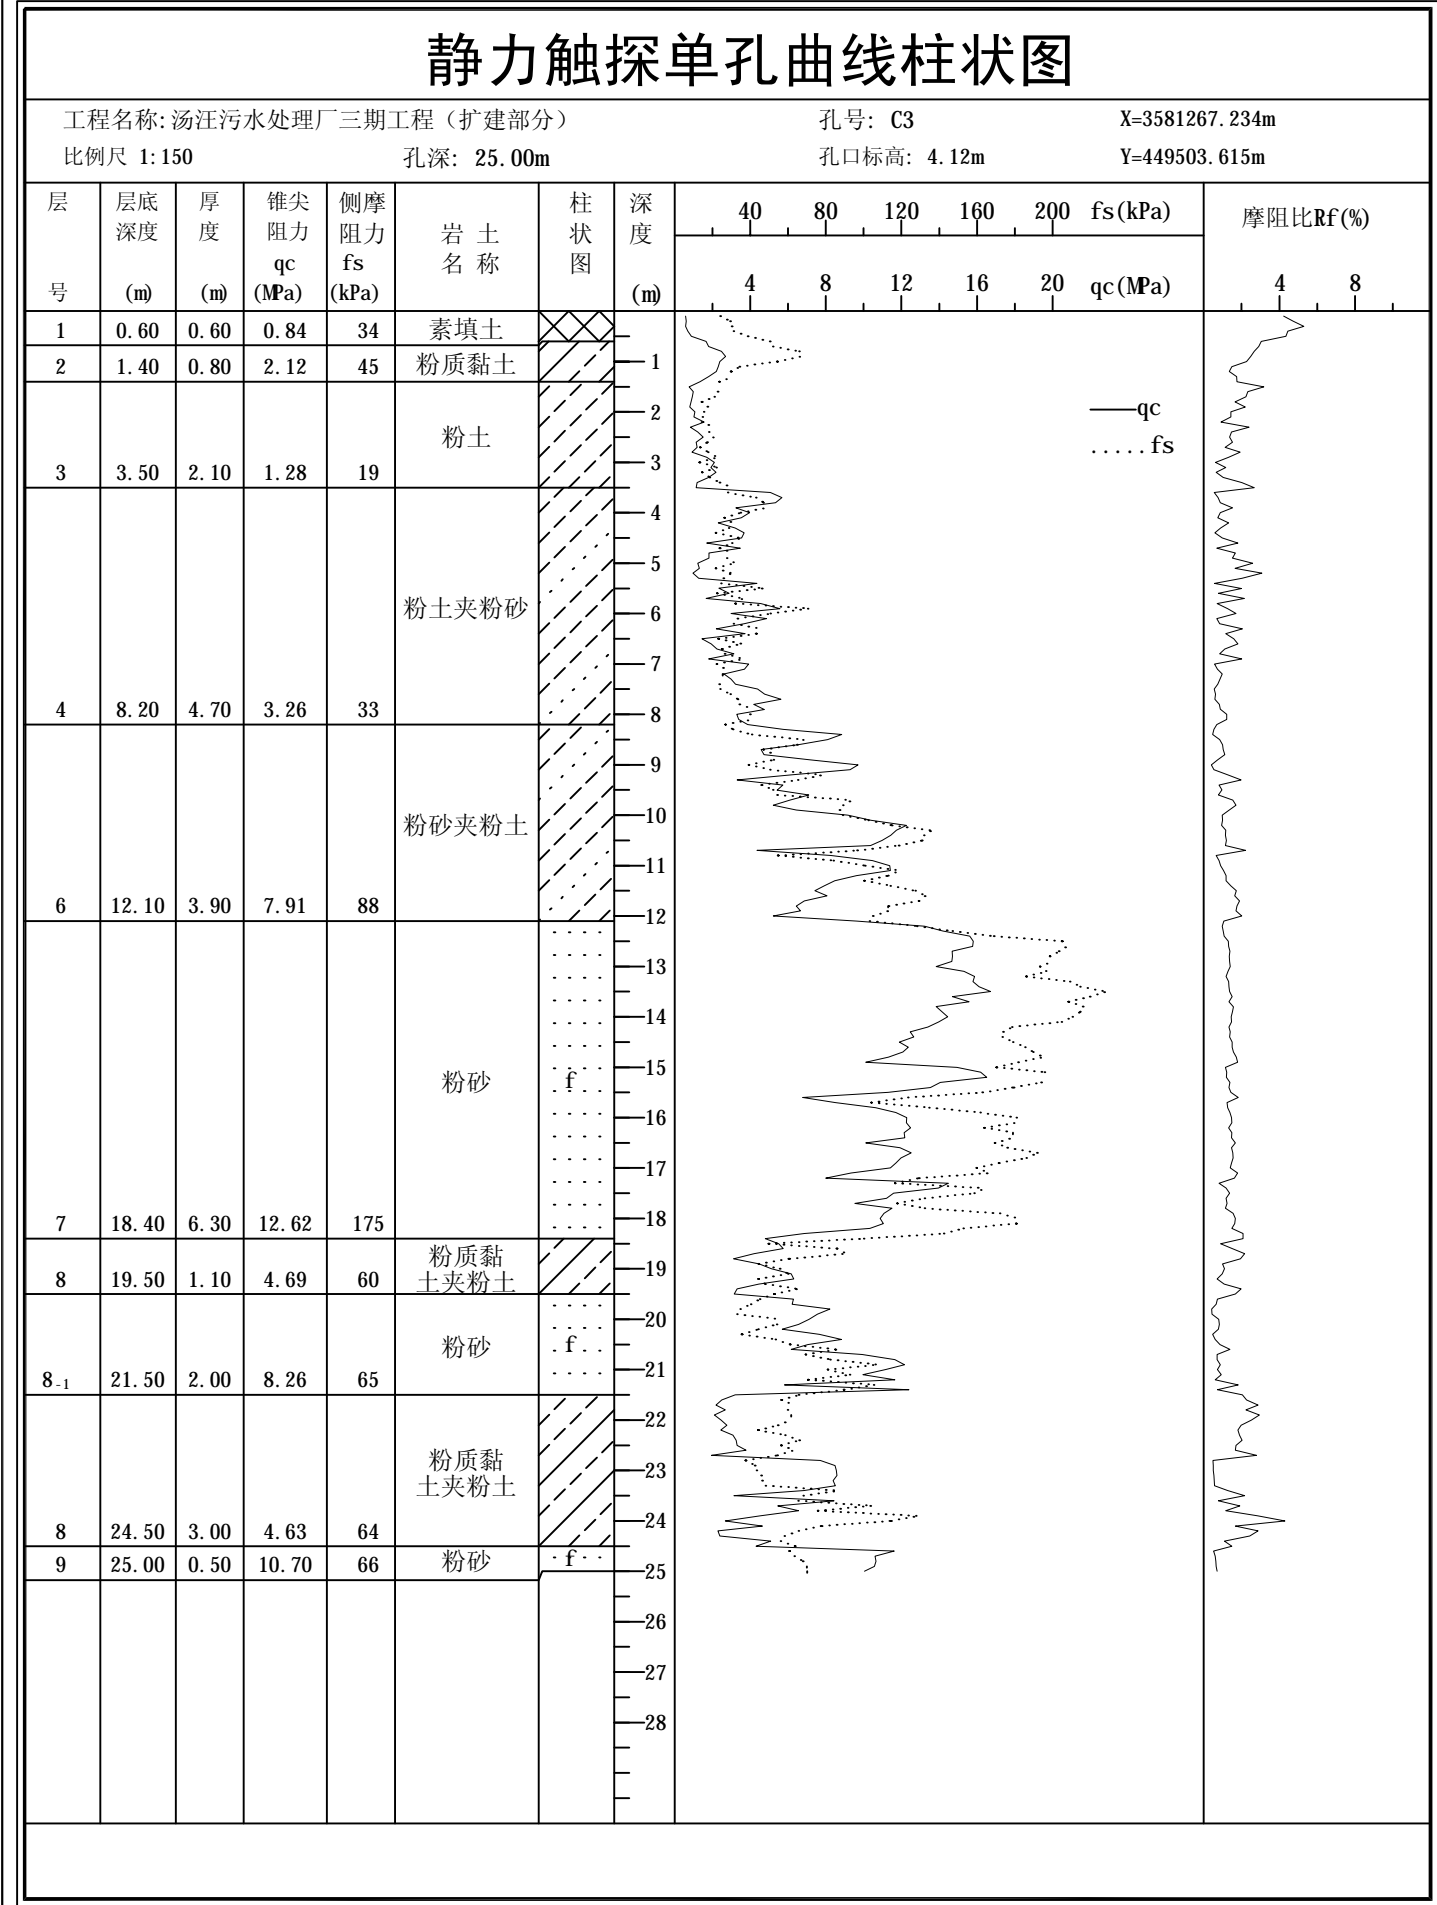 静力触探单孔曲线柱状图
工程名称: 汤汪污水处理厂三期工程（扩建部分） 孔号: C3 X=3581267.234m
比例尺 1:150 孔深: 25.00m 孔口标高: 4.12m Y=449503.615m
层号 层底深度(m) 厚度(m) 锥尖阻力qc(MPa) 侧摩阻力fs(kPa) 岩土名称 柱状图 深度(m)
40 80 120 160 200 fs(kPa)
4 8 12 16 20 qc(MPa)
摩阻比Rf(%)
4 8
qc
.....fs
1 0.60 0.60 0.84 34 素填土
2 1.40 0.80 2.12 45 粉质黏土
3 3.50 2.10 1.28 19 粉土
4 8.20 4.70 3.26 33 粉土夹粉砂
6 12.10 3.90 7.91 88 粉砂夹粉土
7 18.40 6.30 12.62 175 粉砂 f
8 19.50 1.10 4.69 60 粉质黏土夹粉土
8-1 21.50 2.00 8.26 65 粉砂 f
8 24.50 3.00 4.63 64 粉质黏土夹粉土
9 25.00 0.50 10.70 66 粉砂 f
1
2
3
4
5
6
7
8
9
10
11
12
13
14
15
16
17
18
19
20
21
22
23
24
25
26
27
28